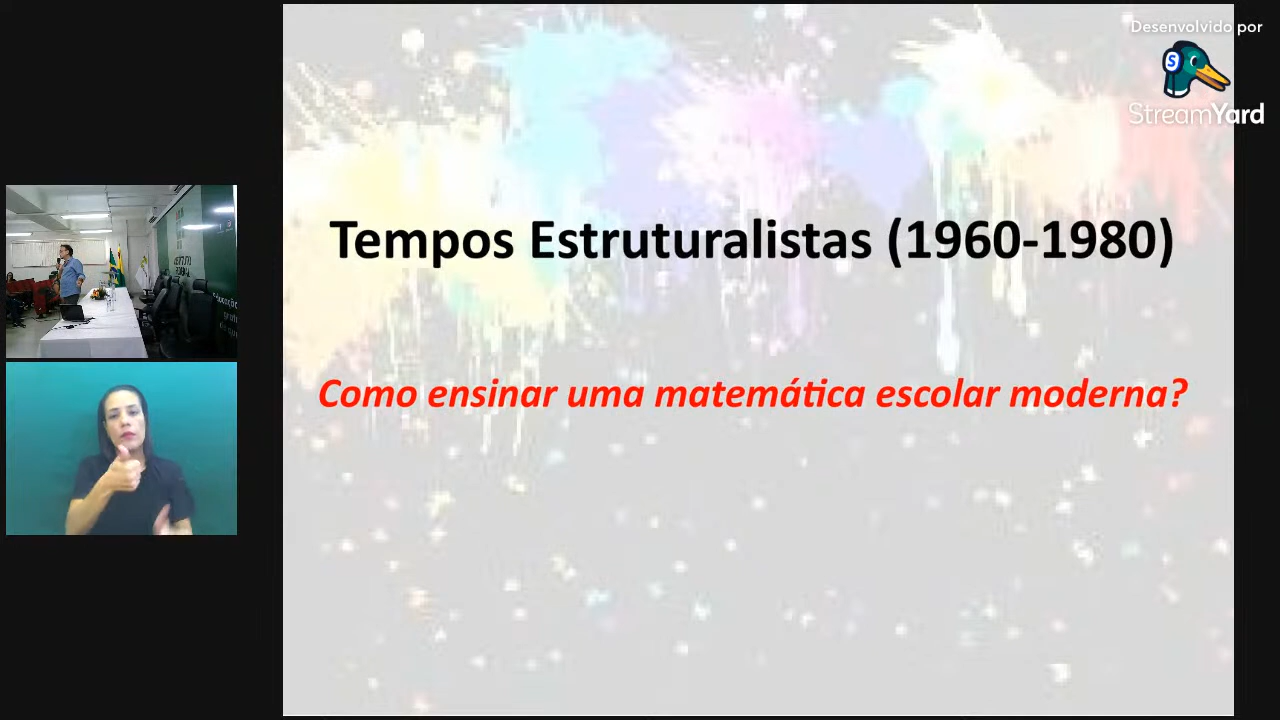 Desenvolvido por
StreamYard
Tempos Estruturalistas (1960-1980)
Como ensinar uma matemática escolar moderna?